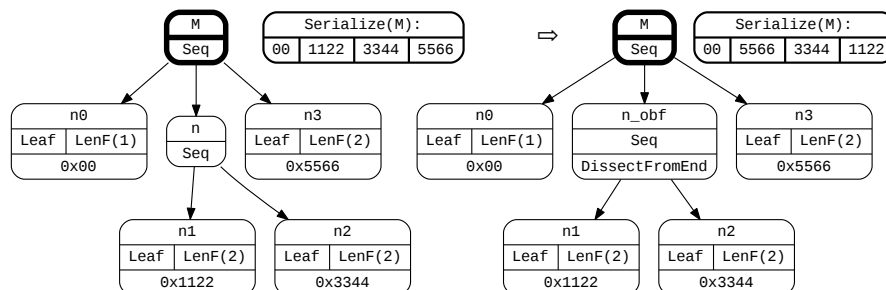 M
Seq
Serialize(M):
00 1122 3344 5566
⇨
M
Seq
Serialize(M):
00 5566 3344 1122
n0
Leaf LenF(1)
0x00
n
Seq
n3
Leaf LenF(2)
0x5566
n0
Leaf LenF(1)
0x00
n_obf
Seq
DissectFromEnd
n3
Leaf LenF(2)
0x5566
n1
Leaf LenF(2)
0x1122
n2
Leaf LenF(2)
0x3344
n1
Leaf LenF(2)
0x1122
n2
Leaf LenF(2)
0x3344